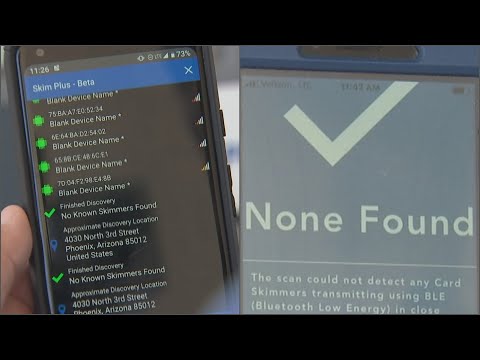 11:26
LTE
73%
Skim Plus - Beta
Blank Device Name *
75:BA:A7:E0:52:34
Blank Device Name *
6E:64:BA:D2:54:02
Blank Device Name *
65:8B:CE:48:6C:E1
Blank Device Name *
7D:04:F2:98:E4:8B
Blank Device Name *
Finished Discovery
No Known Skimmers Found
Approximate Discovery Location
4030 North 3rd Street
Phoenix, Arizona 85012
United States
Finished Discovery
No Known Skimmers Found
Approximate Discovery Location
4030 North 3rd Street
Phoenix, Arizona 85012
Verizon LTE
11:42 AM
None Found
The scan could not detect any Card
Skimmers transmitting using BLE
(Bluetooth Low Energy) in close